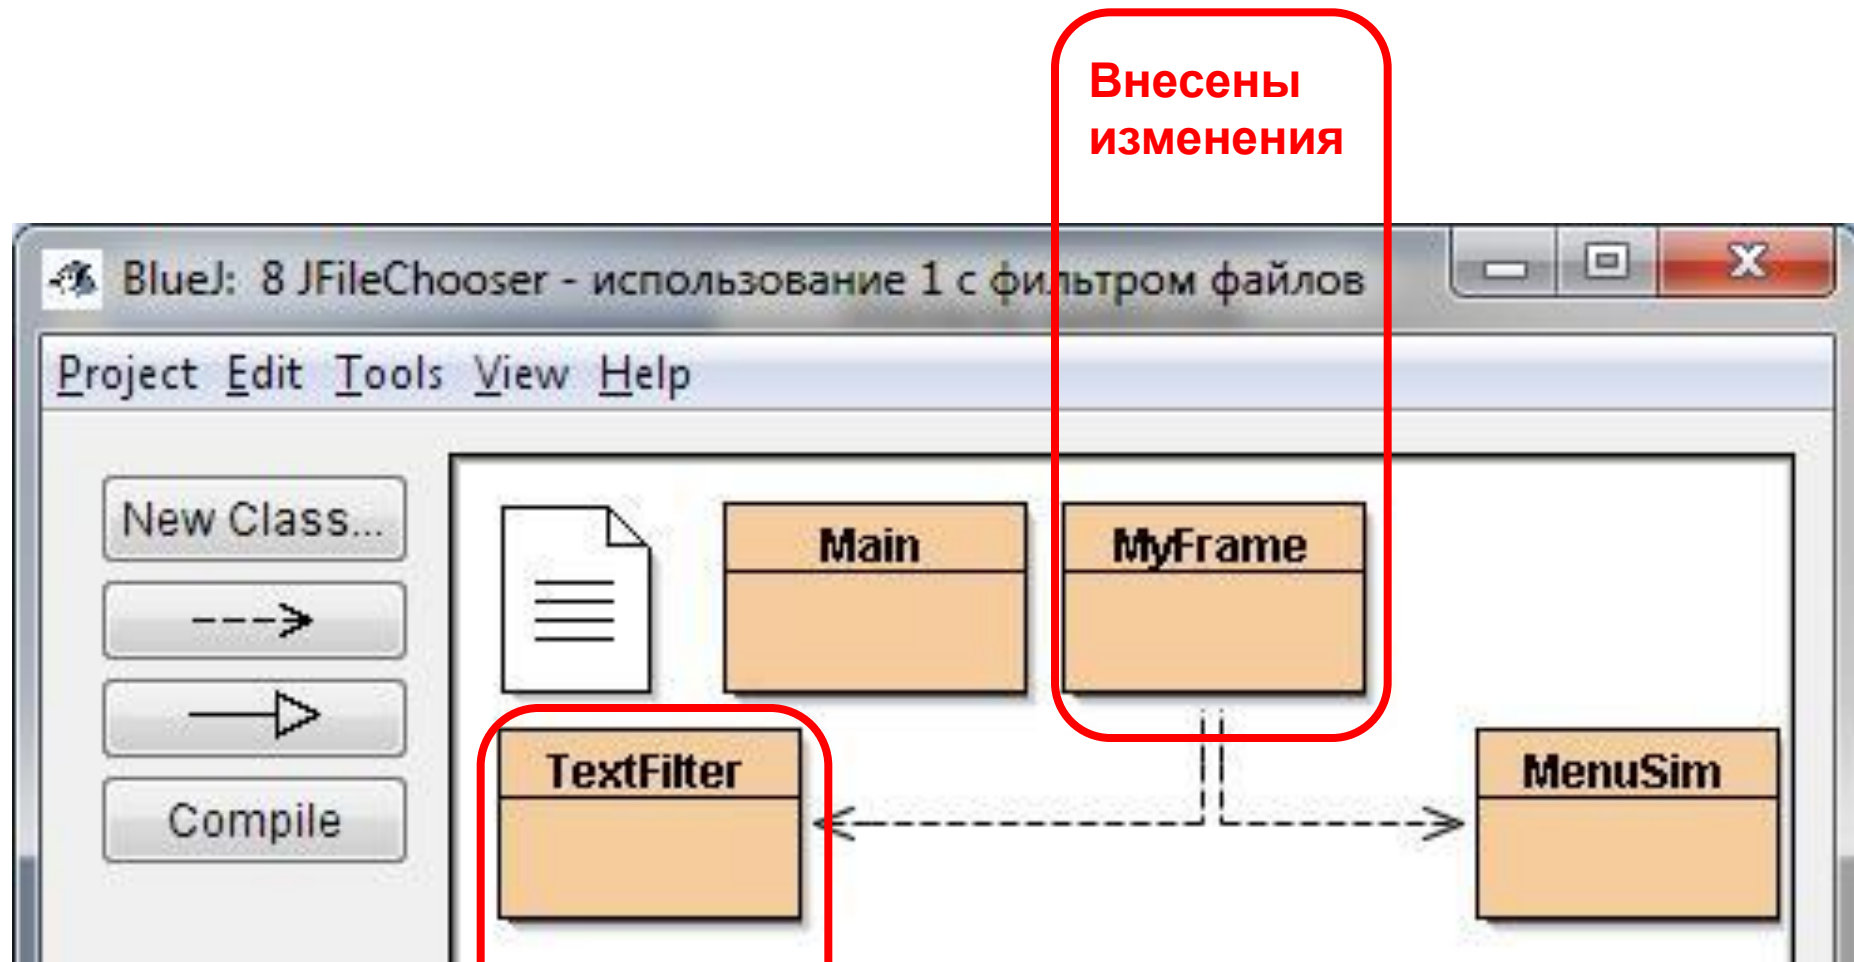 Внесены
изменения
BlueJ: 8 JFileChooser - использование 1 с фильтром файлов
Project Edit Tools View Help
New Class...
Main
MyFrame
TextFilter
MenuSim
Compile